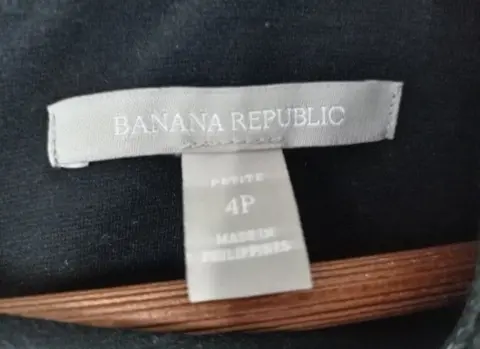 BANANA REPUBLIC
PETITE
4P
MADE IN
PHILIPPINES